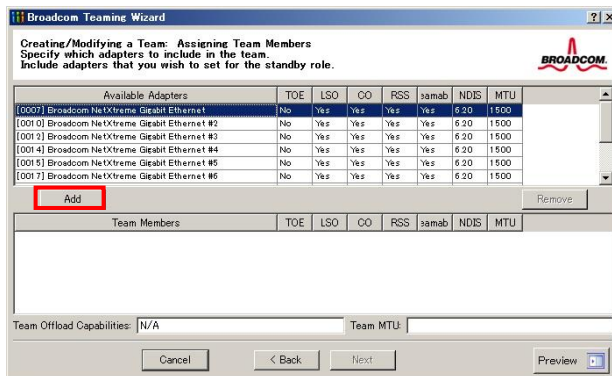 Broadcom Teaming Wizard
Creating/Modifying a Team: Assigning Team Members
Specify which adapters to include in the team.
Include adapters that you wish to set for the standby role.
BROADCOM.
Available Adapters TOE LSO CO RSS eamab NDIS MTU
[0007] Broadcom NetXtreme Gigabit Ethernet No Yes Yes Yes Yes 6.20 1500
[0010] Broadcom NetXtreme Gigabit Ethernet #2 No Yes Yes Yes Yes 6.20 1500
[0012] Broadcom NetXtreme Gigabit Ethernet #3 No Yes Yes Yes Yes 6.20 1500
[0014] Broadcom NetXtreme Gigabit Ethernet #4 No Yes Yes Yes Yes 6.20 1500
[0015] Broadcom NetXtreme Gigabit Ethernet #5 No Yes Yes Yes Yes 6.20 1500
[0017] Broadcom NetXtreme Gigabit Ethernet #6 No Yes Yes Yes Yes 6.20 1500
Add Remove
Team Members TOE LSO CO RSS eamab NDIS MTU
Team Offload Capabilities: N/A Team MTU:
Cancel < Back Next Preview